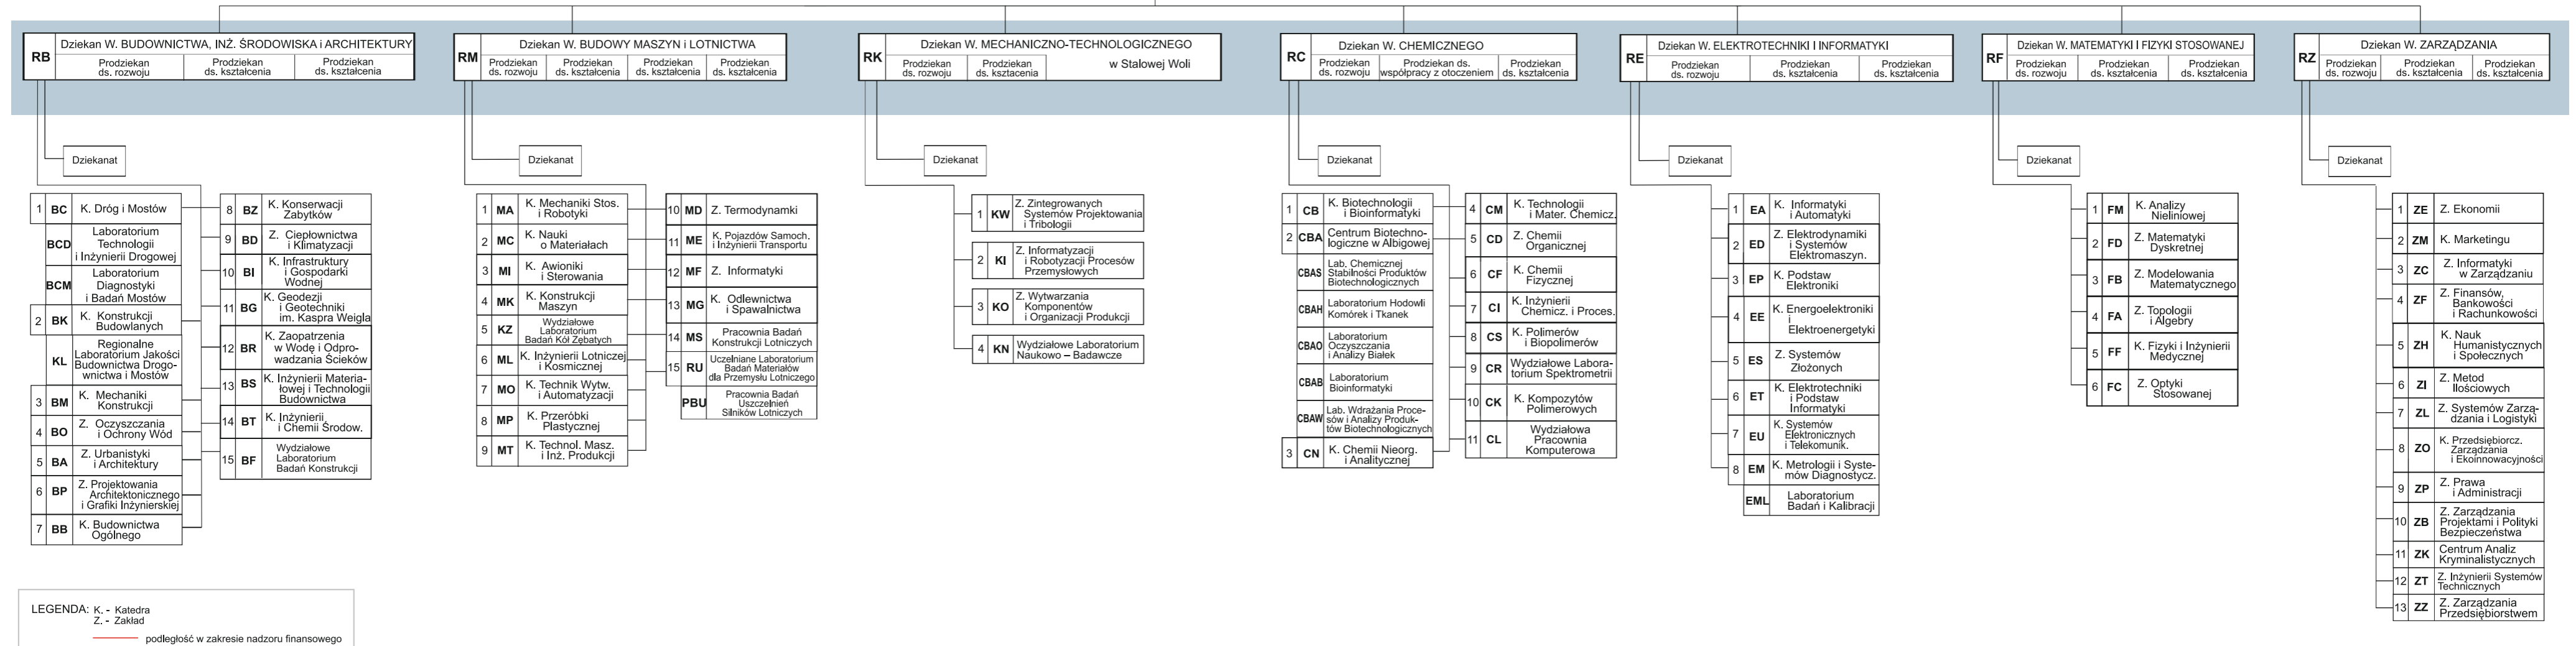 RB
Dziekan W. BUDOWNICTWA, INŻ. ŚRODOWISKA i ARCHITEKTURY
Prodziekan
ds. rozwoju
Prodziekan
ds. kształcenia
Prodziekan
ds. kształcenia
Dziekanat
1 BC K. Dróg i Mostów
BCD Laboratorium
Technologii
i Inżynierii Drogowej
BCM Laboratorium
Diagnostyki
i Badań Mostów
2 BK K. Konstrukcji
Budowlanych
KL Regionalne
Laboratorium Jakości
Budownictwa Drogo-
wnictwa i Mostów
3 BM K. Mechaniki
Konstrukcji
4 BO Z. Oczyszczania
i Ochrony Wód
5 BA Z. Urbanistyki
i Architektury
6 BP Z. Projektowania
Architektonicznego
i Grafiki Inżynierskiej
7 BB K. Budownictwa
Ogólnego
8 BZ K. Konserwacji
Zabytków
9 BD Z. Ciepłownictwa
i Klimatyzacji
10 BI K. Infrastruktury
i Gospodarki
Wodnej
11 BG K. Geodezji
i Geotechniki
im. Kaspra Weigla
12 BR K. Zaopatrzenia
w Wodę i Odpro-
wadzania Ścieków
13 BS K. Inżynierii Materia-
łowej i Technologii
Budownictwa
14 BT K. Inżynierii
i Chemii Środow.
15 BF Wydziałowe
Laboratorium
Badań Konstrukcji
RM
Dziekan W. BUDOWY MASZYN i LOTNICTWA
Prodziekan
ds. rozwoju
Prodziekan
ds. kształcenia
Prodziekan
ds. kształcenia
Prodziekan
ds. kształcenia
Dziekanat
1 MA K. Mechaniki Stos.
i Robotyki
2 MC K. Nauki
o Materiałach
3 MI K. Awioniki
i Sterowania
4 MK K. Konstrukcji
Maszyn
5 KZ Wydziałowe
Laboratorium
Badań Kół Zębatych
6 ML K. Inżynierii Lotniczej
i Kosmicznej
7 MO K. Technik Wytw.
i Automatyzacji
8 MP K. Przeróbki
Plastycznej
9 MT K. Technol. Masz.
i Inż. Produkcji
10 MD Z. Termodynamki
11 ME K. Pojazdów Samoch.
i Inżynierii Transportu
12 MF Z. Informatyki
13 MG K. Odlewnictwa
i Spawalnictwa
14 MS Pracownia Badań
Konstrukcji Lotniczych
15 RU Uczelniane Laboratorium
Badań Materiałów
dla Przemysłu Lotniczego
PBU Pracownia Badań
Uszczelnień
Silników Lotniczych
RK
Dziekan W. MECHANICZNO-TECHNOLOGICZNEGO
w Stalowej Woli
Prodziekan
ds. rozwoju
Prodziekan
ds. kształcenia
Dziekanat
1 KW Z. Zintegrowanych
Systemów Projektowania
i Tribologii
2 KI Z. Informatyzacji
i Robotyzacji Procesów
Przemysłowych
3 KO Z. Wytwarzania
Komponentów
i Organizacji Produkcji
4 KN Wydziałowe Laboratorium
Naukowo – Badawcze
RC
Dziekan W. CHEMICZNEGO
Prodziekan
ds. rozwoju
Prodziekan ds.
współpracy z otoczeniem
Prodziekan
ds. kształcenia
Dziekanat
1 CB K. Biotechnologii
i Bioinformatyki
2 CBA Centrum Biotechno-
logiczne w Albigowej
CBAS Lab. Chemicznej
Stabilności Produktów
Biotechnologicznych
CBAH Laboratorium Hodowli
Komórek i Tkanek
CBAO Laboratorium
Oczyszczania
i Analizy Białek
CBAB Laboratorium
Bioinformatyki
CBAW Lab. Wdrażania Proce-
sów i Analizy Produk-
tów Biotechnologicznych
3 CN K. Chemii Nieorg.
i Analitycznej
4 CM K. Technologii
i Mater. Chemicz.
5 CD Z. Chemii
Organicznej
6 CF K. Chemii
Fizycznej
7 CI K. Inżynierii
Chemicz. i Proces.
8 CS K. Polimerów
i Biopolimerów
9 CR Wydziałowe Labora-
torium Spektrometrii
10 CK K. Kompozytów
Polimerowych
11 CL Wydziałowa
Pracownia
Komputerowa
RE
Dziekan W. ELEKTROTECHNIKI I INFORMATYKI
Prodziekan
ds. rozwoju
Prodziekan
ds. kształcenia
Prodziekan
ds. kształcenia
Dziekanat
1 EA K. Informatyki
i Automatyki
2 ED Z. Elektrodynamiki
i Systemów
Elektromaszyn.
3 EP K. Podstaw
Elektroniki
4 EE K. Energoelektroniki
i
Elektroenergetyki
5 ES Z. Systemów
Złożonych
6 ET K. Elektrotechniki
i Podstaw
Informatyki
7 EU K. Systemów
Elektronicznych
i Telekomunik.
8 EM K. Metrologii i Syste-
mów Diagnostycz.
EML Laboratorium
Badań i Kalibracji
RF
Dziekan W. MATEMATYKI I FIZYKI STOSOWANEJ
Prodziekan
ds. rozwoju
Prodziekan
ds. kształcenia
Prodziekan
ds. kształcenia
Dziekanat
1 FM K. Analizy
Nieliniowej
2 FD Z. Matematyki
Dyskretnej
3 FB Z. Modelowania
Matematycznego
4 FA Z. Topologii
i Algebry
5 FF K. Fizyki i Inżynierii
Medycznej
6 FC Z. Optyki
Stosowanej
RZ
Dziekan W. ZARZĄDZANIA
Prodziekan
ds. rozwoju
Prodziekan
ds. kształcenia
Prodziekan
ds. kształcenia
Dziekanat
1 ZE Z. Ekonomii
2 ZM K. Marketingu
3 ZC Z. Informatyki
w Zarządzaniu
4 ZF Z. Finansów,
Bankowości
i Rachunkowości
5 ZH K. Nauk
Humanistycznych
i Społecznych
6 ZI Z. Metod
Ilościowych
7 ZL Z. Systemów Zarzą-
dzania i Logistyki
8 ZO K. Przedsiębiorcz.
Zarządzania
i Ekoinnowacyjności
9 ZP Z. Prawa
i Administracji
10 ZB Z. Zarządzania
Projektami i Polityki
Bezpieczeństwa
11 ZK Centrum Analiz
Kryminalistycznych
12 ZT Z. Inżynierii Systemów
Technicznych
13 ZZ Z. Zarządzania
Przedsiębiorstwem
LEGENDA: K. - Katedra
Z. - Zakład
podległość w zakresie nadzoru finansowego